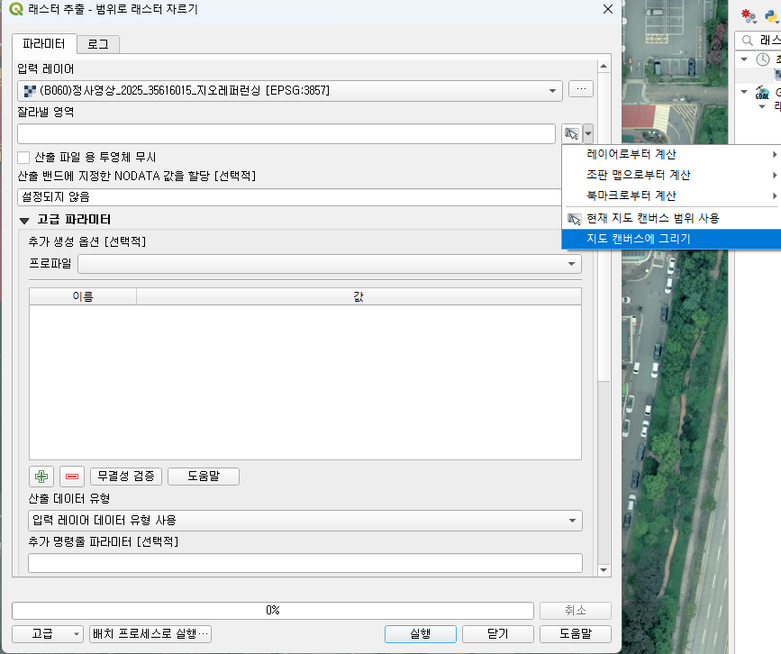 래스터 추출 - 범위로 래스터 자르기
파라미터 로그
입력 레이어
(B060)정사영상_2025_35616015_지오레퍼런싱 [EPSG:3857]
…
잘라낼 영역
산출 파일 용 투영체 무시
산출 밴드에 지정한 NODATA 값을 할당 [선택적]
설정되지 않음
고급 파라미터
추가 생성 옵션 [선택적]
프로파일
이름 값
무결성 검증 도움말
산출 데이터 유형
입력 레이어 데이터 유형 사용
추가 명령줄 파라미터 [선택적]
0% 취소
고급 배치 프로세스로 실행… 실행 닫기 도움말
레이어로부터 계산
조판 맵으로부터 계산
북마크로부터 계산
현재 지도 캔버스 범위 사용
지도 캔버스에 그리기
래스
GDAL